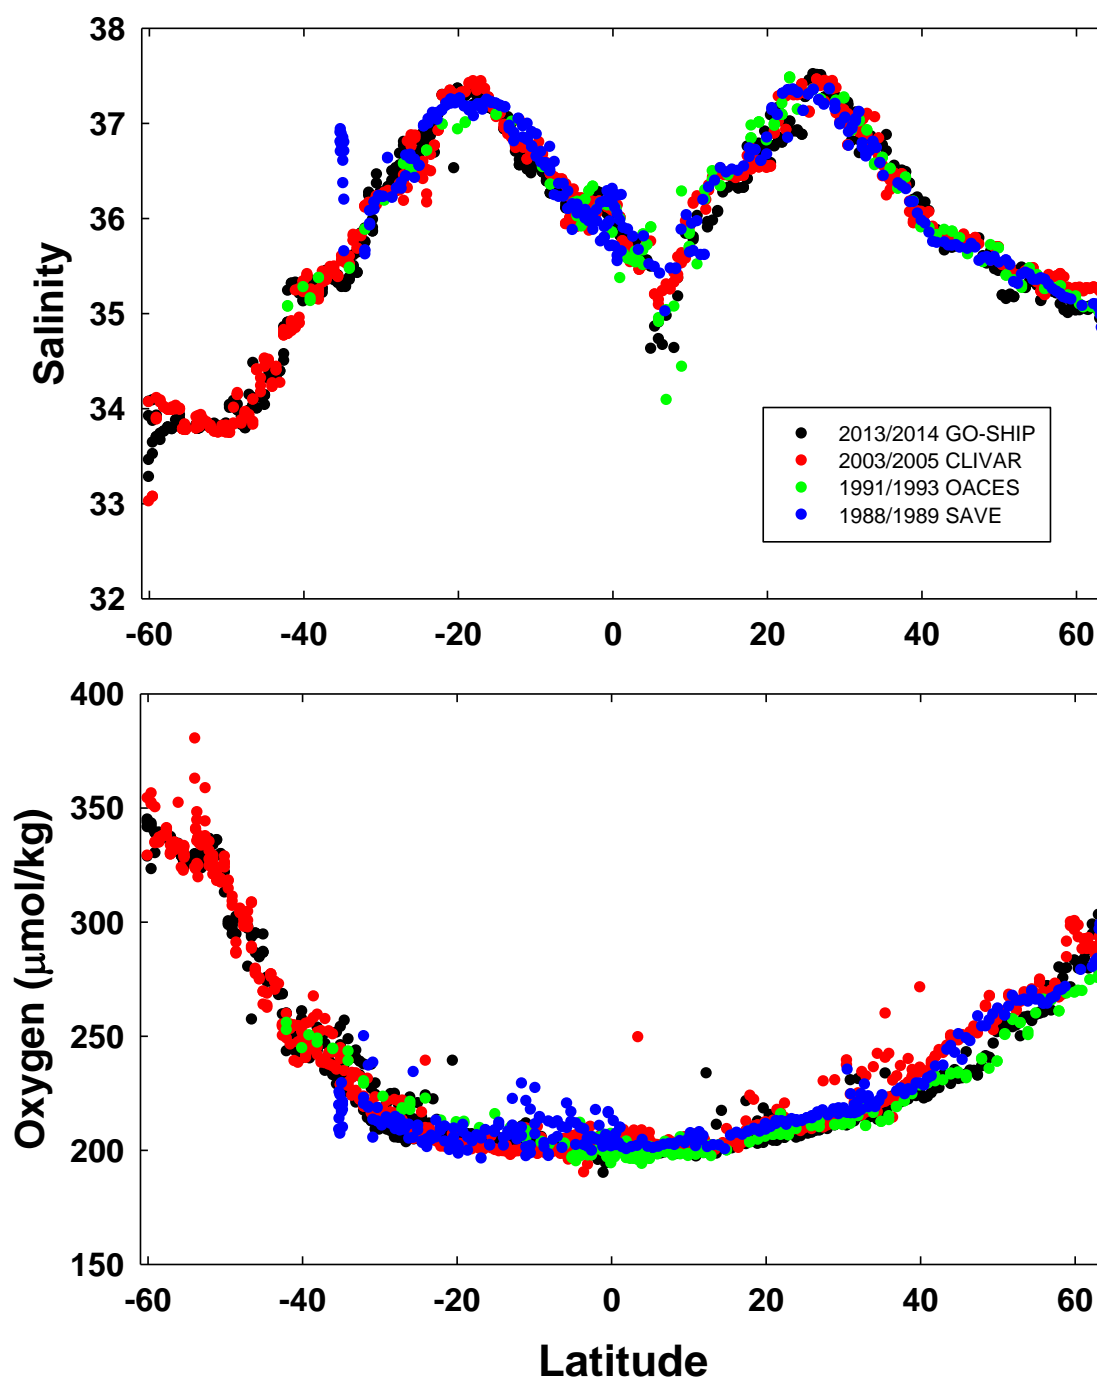 38
37
36
35
34
33
32
Salinity
2013/2014 GO-SHIP
2003/2005 CLIVAR
1991/1993 OACES
1988/1989 SAVE
-60 -40 -20 0 20 40 60
400
350
300
250
200
150
Oxygen (μmol/kg)
-60 -40 -20 0 20 40 60
Latitude